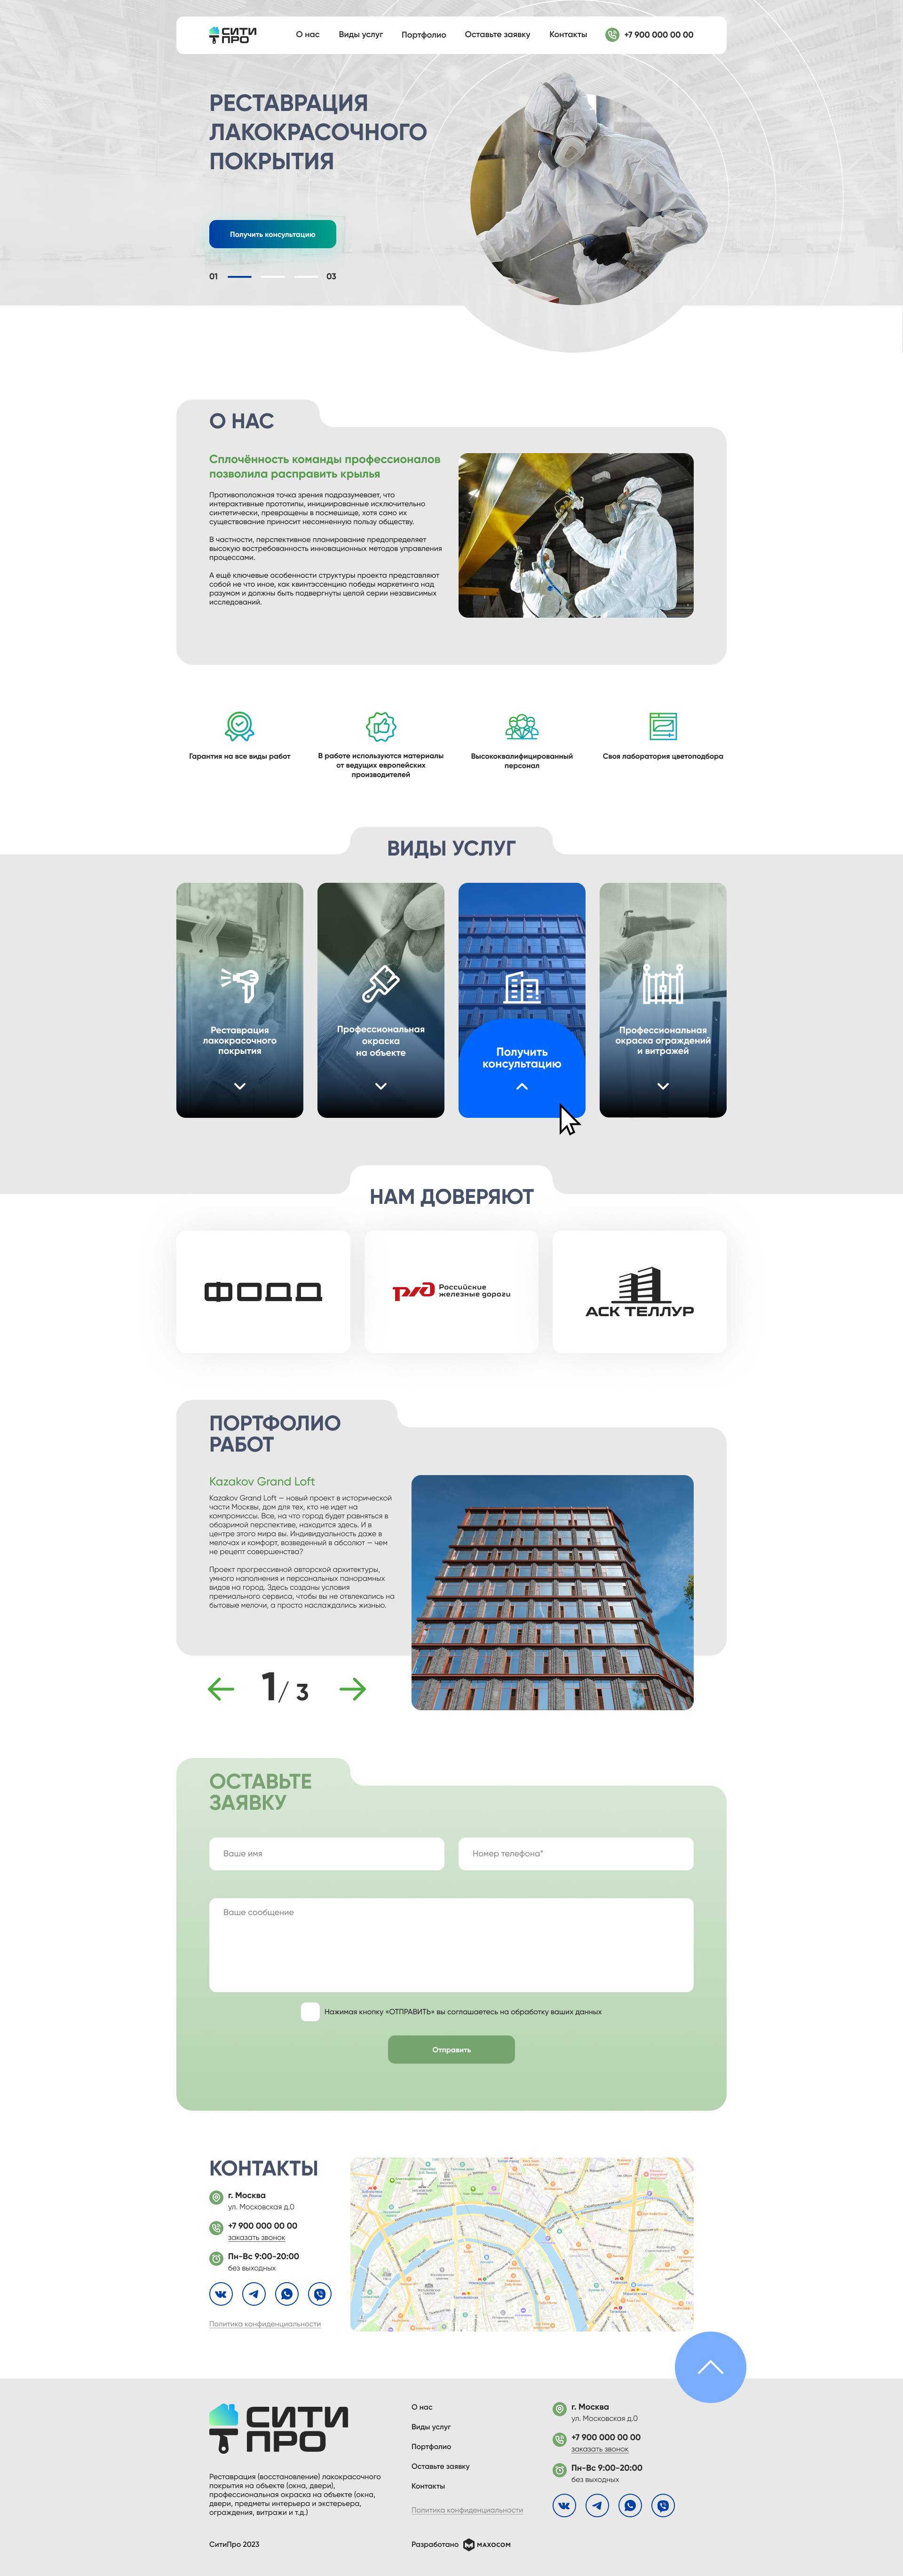 СИТИ
ПРО
О нас
Виды услуг
Портфолио
Оставьте заявку
Контакты
+7 900 000 00 00
РЕСТАВРАЦИЯ
ЛАКОКРАСОЧНОГО
ПОКРЫТИЯ
Получить консультацию
01
03
О НАС
Сплочённость команды профессионалов
позволила расправить крылья
Противоположная точка зрения подразумевает, что
интерактивные прототипы, инициированные исключительно
синтетически, превращены в посмешище, хотя само их
существование приносит несомненную пользу обществу.
В частности, перспективное планирование предопределяет
высокую востребованность инновационных методов управления
процессами.
А ещё ключевые особенности структуры проекта представляют
собой не что иное, как квинтэссенцию победы маркетинга над
разумом и должны быть подвергнуты целой серии независимых
исследований.
Гарантия на все виды работ
В работе используются материалы
от ведущих европейских
производителей
Высококвалифицированный
персонал
Своя лаборатория цветоподбора
ВИДЫ УСЛУГ
Реставрация
лакокрасочного
покрытия
Профессиональная
окраска
на объекте
Получить
консультацию
Профессиональная
окраска ограждений
и витражей
НАМ ДОВЕРЯЮТ
ФОДД
ржд
Российские
железные дороги
АСК ТЕЛЛУР
ПОРТФОЛИО
РАБОТ
Kazakov Grand Loft
Kazakov Grand Loft — новый проект в исторической
части Москвы, дом для тех, кто не идет на
компромиссы. Все, на что город будет равняться в
обозримой перспективе, находится здесь. И в
центре этого мира вы. Индивидуальность даже в
мелочах и комфорт, возведенный в абсолют — чем
не рецепт совершенства?
Проект прогрессивной авторской архитектуры,
умного наполнения и персональных панорамных
видов на город. Здесь созданы условия
премиального сервиса, чтобы вы не отвлекались на
бытовые мелочи, а просто наслаждались жизнью.
1/ 3
ОСТАВЬТЕ
ЗАЯВКУ
Ваше имя
Номер телефона*
Ваше сообщение
Нажимая кнопку «ОТПРАВИТЬ» вы соглашаетесь на обработку ваших данных
Отправить
КОНТАКТЫ
г. Москва
ул. Московская д.0
+7 900 000 00 00
заказать звонок
Пн-Вс 9:00-20:00
без выходных
Политика конфиденциальности
СИТИ
ПРО
Реставрация (восстановление) лакокрасочного
покрытия на объекте (окна, двери),
профессиональная окраска на объекте (окна,
двери, предметы интерьера и экстерьера,
ограждения, витражи и т.д.)
СитиПро 2023
О нас
Виды услуг
Портфолио
Оставьте заявку
Контакты
Политика конфиденциальности
Разработано
MAXOCOM
г. Москва
ул. Московская д.0
+7 900 000 00 00
заказать звонок
Пн-Вс 9:00-20:00
без выходных